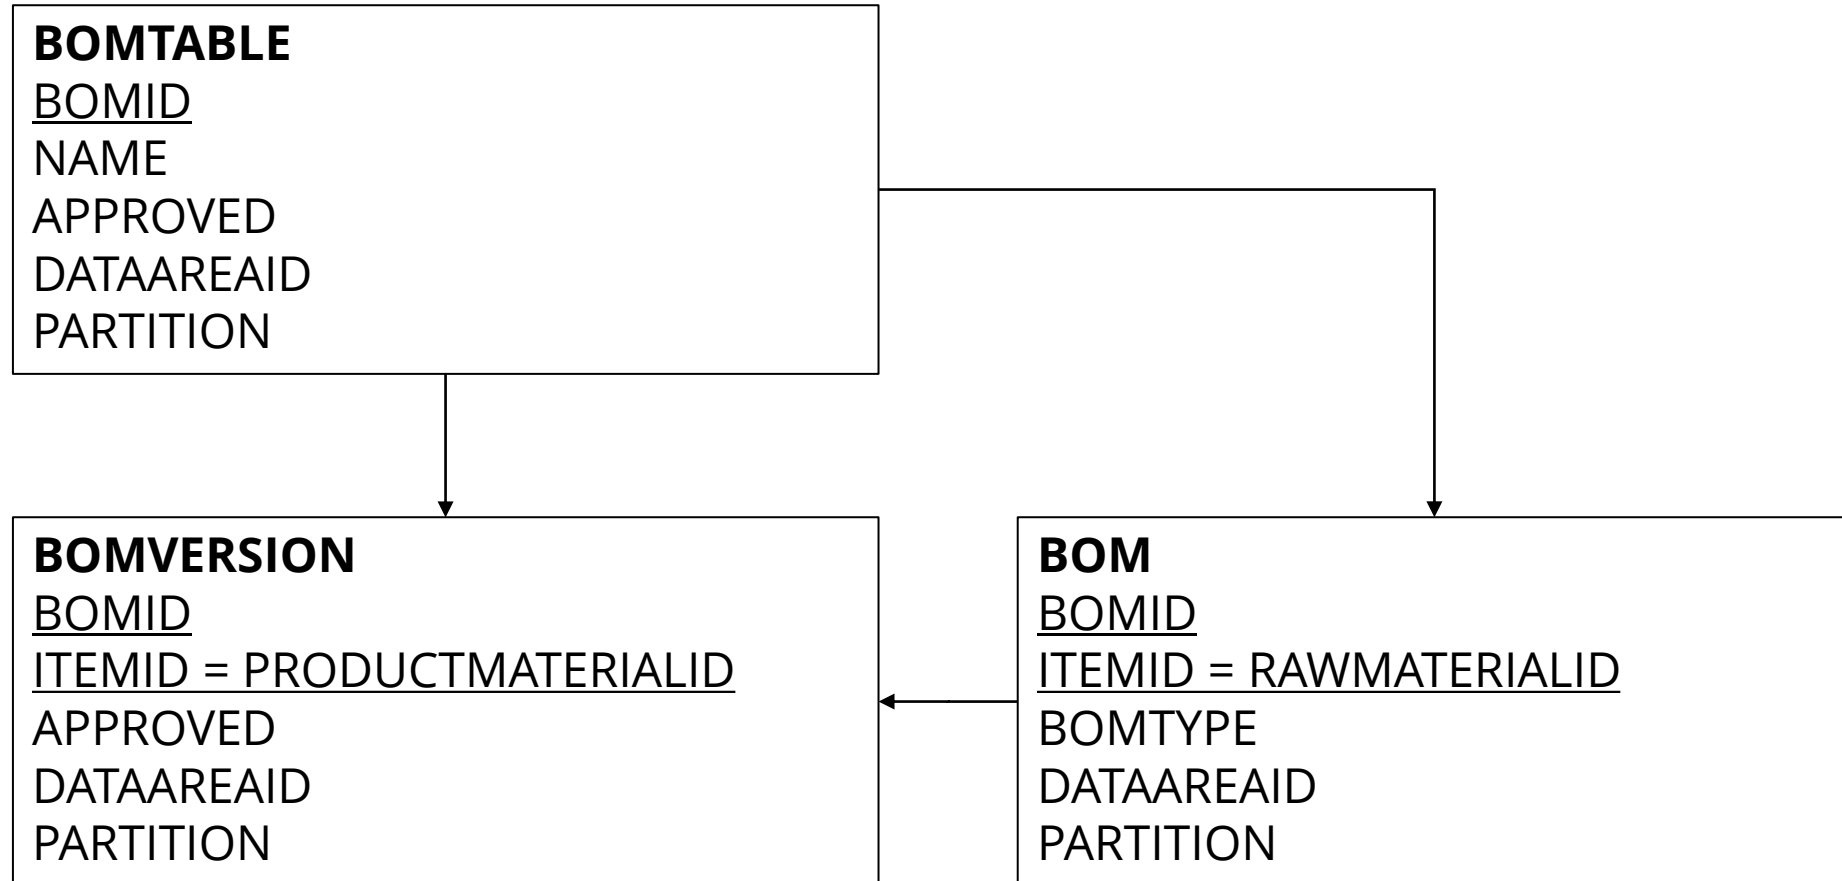 BOMTABLE
BOMID
NAME
APPROVED
DATAAREAID
PARTITION
BOMVERSION
BOMID
ITEMID = PRODUCTMATERIALID
APPROVED
DATAAREAID
PARTITION
BOM
BOMID
ITEMID = RAWMATERIALID
BOMTYPE
DATAAREAID
PARTITION